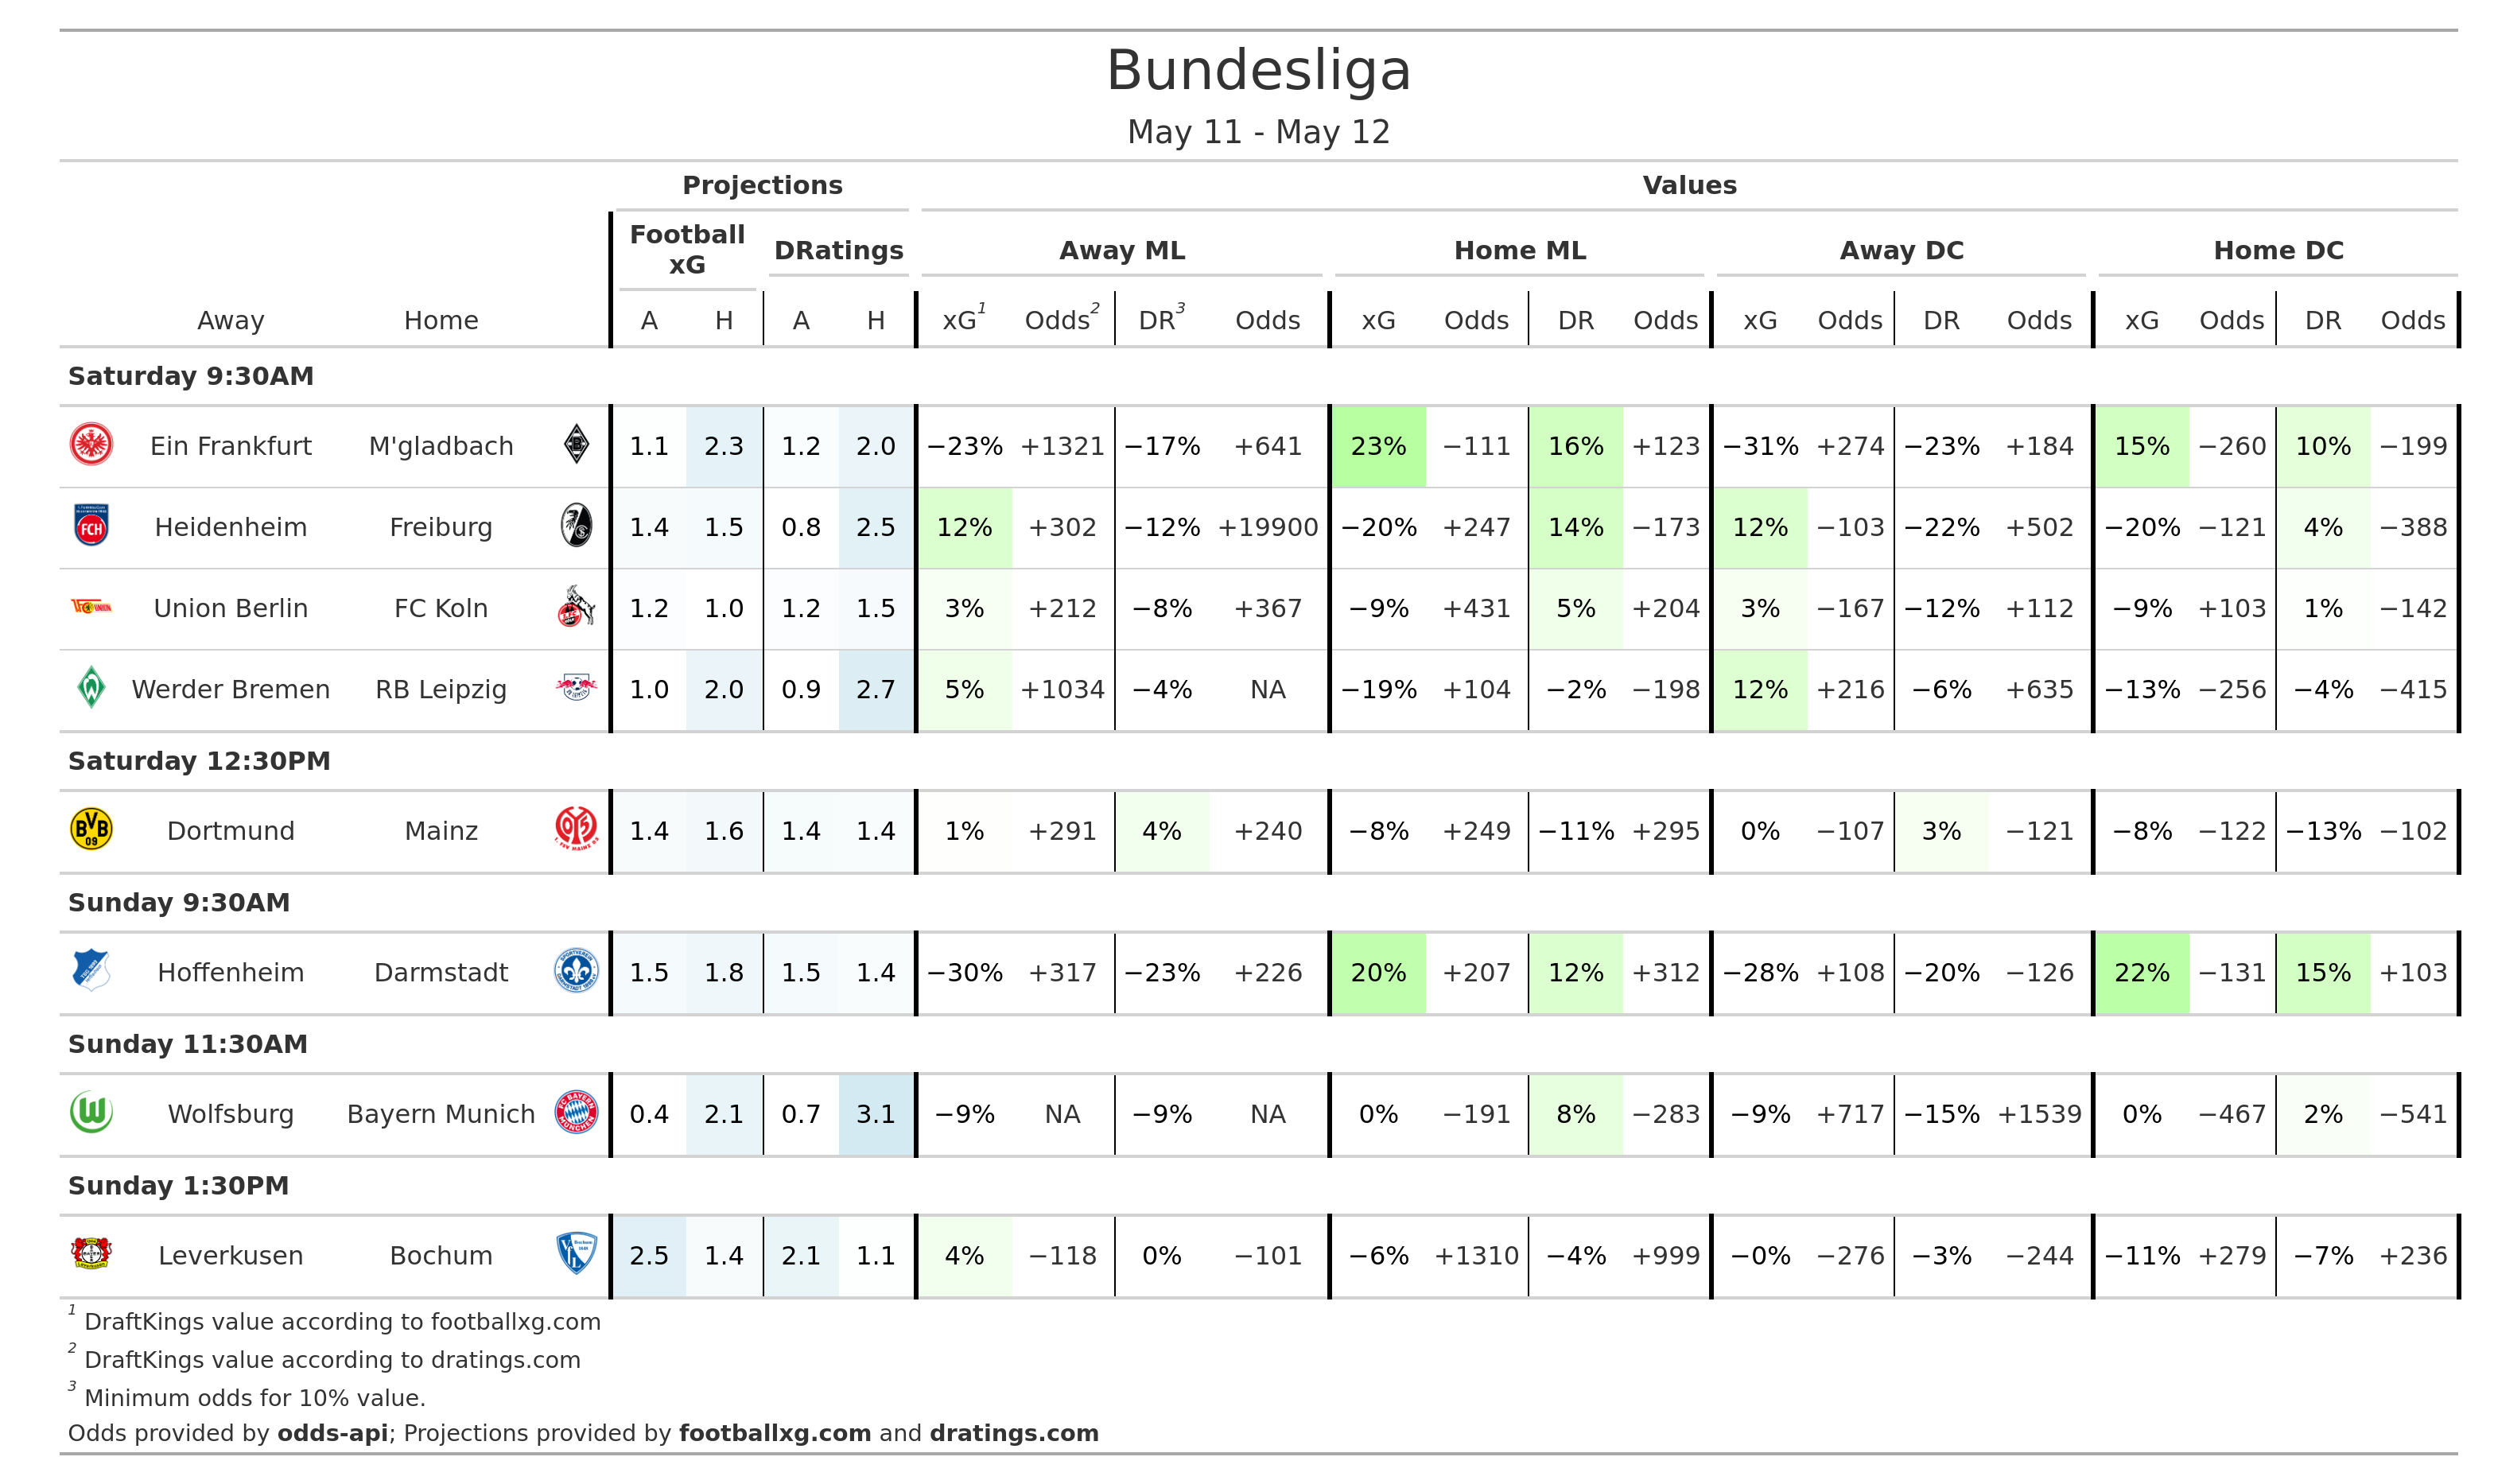 Bundesliga
May 11 - May 12
Projections Values
Football xG DRatings Away ML Home ML Away DC Home DC
Away Home A H A H xG1 Odds2 DR3 Odds xG Odds DR Odds xG Odds DR Odds xG Odds DR Odds
Saturday 9:30AM
Ein Frankfurt M'gladbach 1.1 2.3 1.2 2.0 −23% +1321 −17% +641 23% −111 16% +123 −31% +274 −23% +184 15% −260 10% −199
Heidenheim Freiburg 1.4 1.5 0.8 2.5 12% +302 −12% +19900 −20% +247 14% −173 12% −103 −22% +502 −20% −121 4% −388
Union Berlin FC Koln 1.2 1.0 1.2 1.5 3% +212 −8% +367 −9% +431 5% +204 3% −167 −12% +112 −9% +103 1% −142
Werder Bremen RB Leipzig 1.0 2.0 0.9 2.7 5% +1034 −4% NA −19% +104 −2% −198 12% +216 −6% +635 −13% −256 −4% −415
Saturday 12:30PM
Dortmund Mainz 1.4 1.6 1.4 1.4 1% +291 4% +240 −8% +249 −11% +295 0% −107 3% −121 −8% −122 −13% −102
Sunday 9:30AM
Hoffenheim Darmstadt 1.5 1.8 1.5 1.4 −30% +317 −23% +226 20% +207 12% +312 −28% +108 −20% −126 22% −131 15% +103
Sunday 11:30AM
Wolfsburg Bayern Munich 0.4 2.1 0.7 3.1 −9% NA −9% NA 0% −191 8% −283 −9% +717 −15% +1539 0% −467 2% −541
Sunday 1:30PM
Leverkusen Bochum 2.5 1.4 2.1 1.1 4% −118 0% −101 −6% +1310 −4% +999 −0% −276 −3% −244 −11% +279 −7% +236
1 DraftKings value according to footballxg.com
2 DraftKings value according to dratings.com
3 Minimum odds for 10% value.
Odds provided by odds-api; Projections provided by footballxg.com and dratings.com